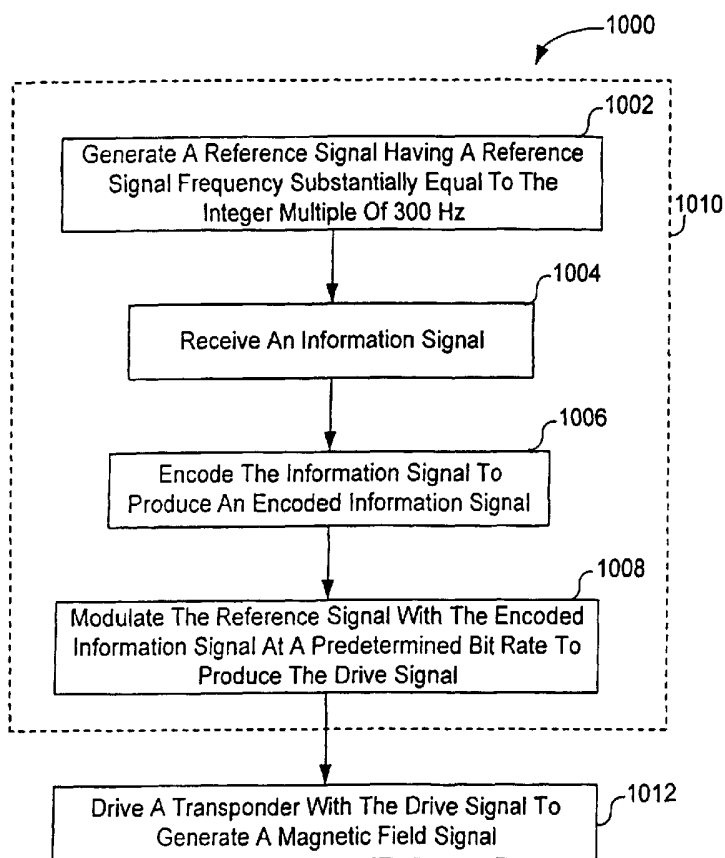 1000
1002
Generate A Reference Signal Having A Reference
Signal Frequency Substantially Equal To The
Integer Multiple Of 300 Hz
1010
1004
Receive An Information Signal
1006
Encode The Information Signal To
Produce An Encoded Information Signal
1008
Modulate The Reference Signal With The Encoded
Information Signal At A Predetermined Bit Rate To
Produce The Drive Signal
1012
Drive A Transponder With The Drive Signal To
Generate A Magnetic Field Signal